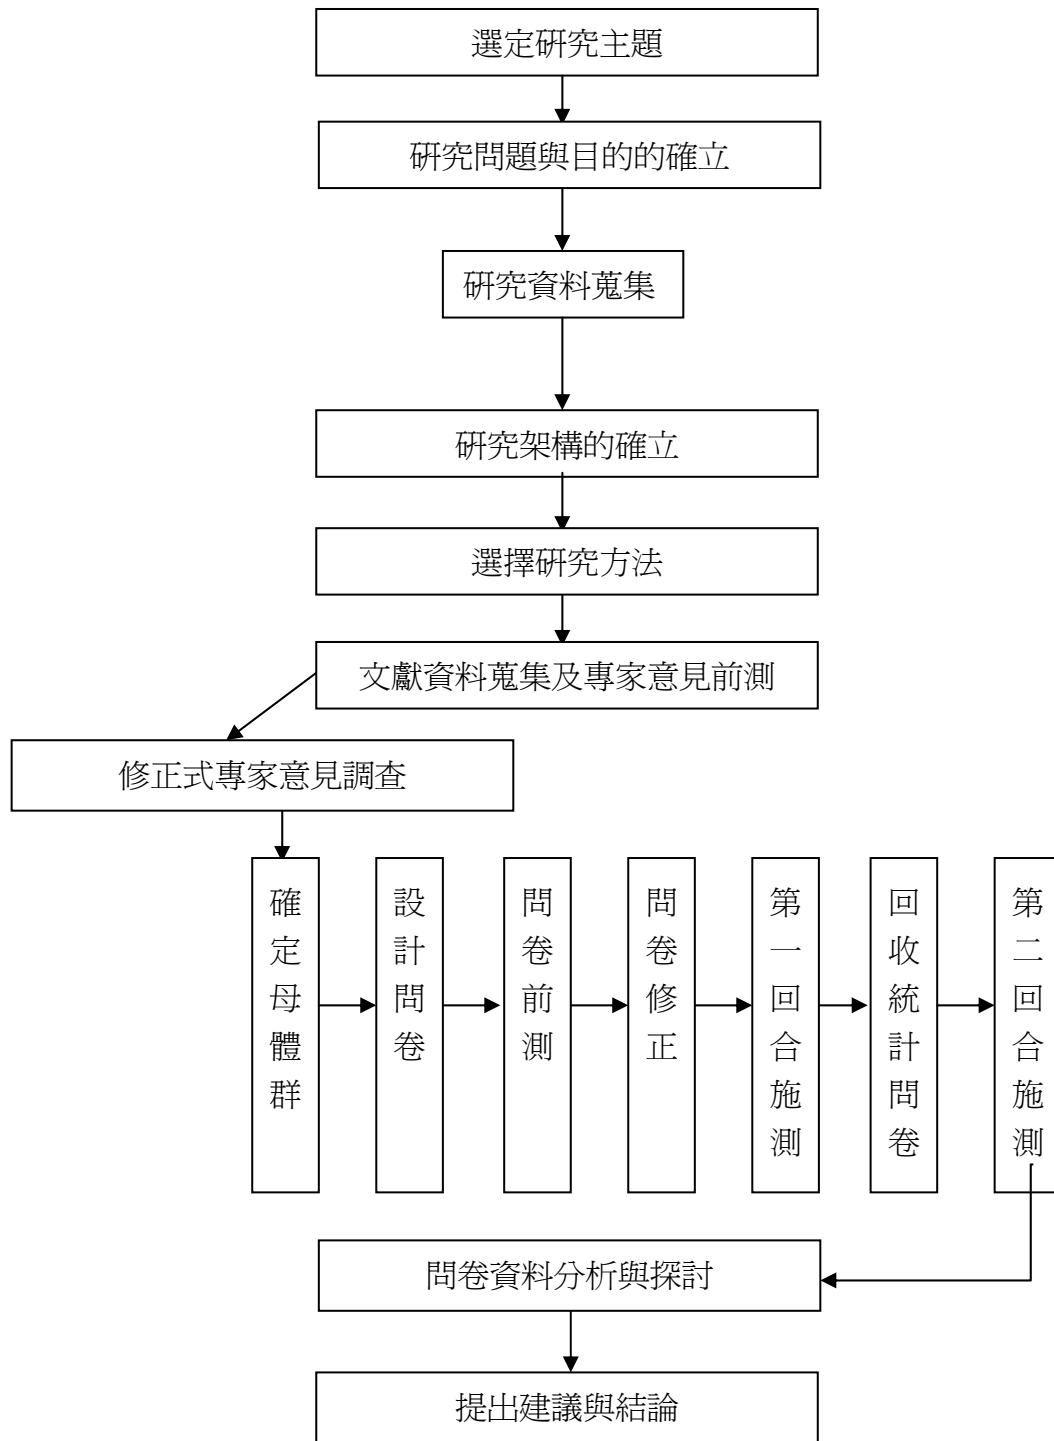 選定研究主題
研究問題與目的的確立
研究資料蒐集
研究架構的確立
選擇研究方法
文獻資料蒐集及專家意見前測
修正式專家意見調查
確定母體群
設計問卷
問卷前測
問卷修正
第一回合施測
回收統計問卷
第二回合施測
問卷資料分析與探討
提出建議與結論